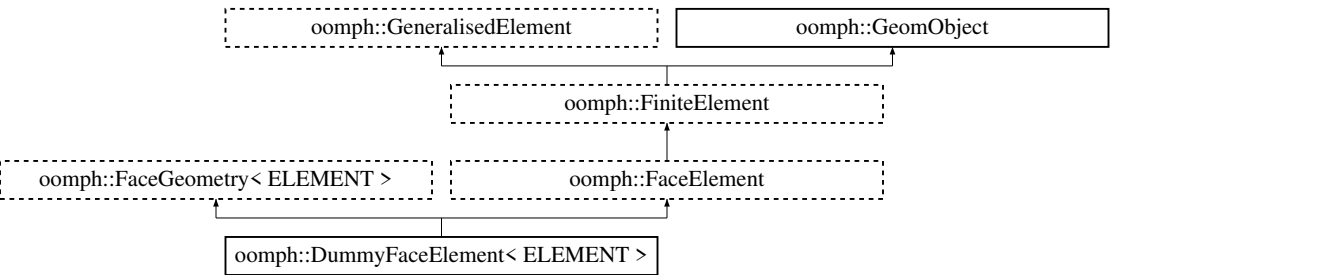 oomph::GeneralisedElement
oomph::GeomObject
oomph::FiniteElement
oomph::FaceGeometry< ELEMENT >
oomph::FaceElement
oomph::DummyFaceElement< ELEMENT >